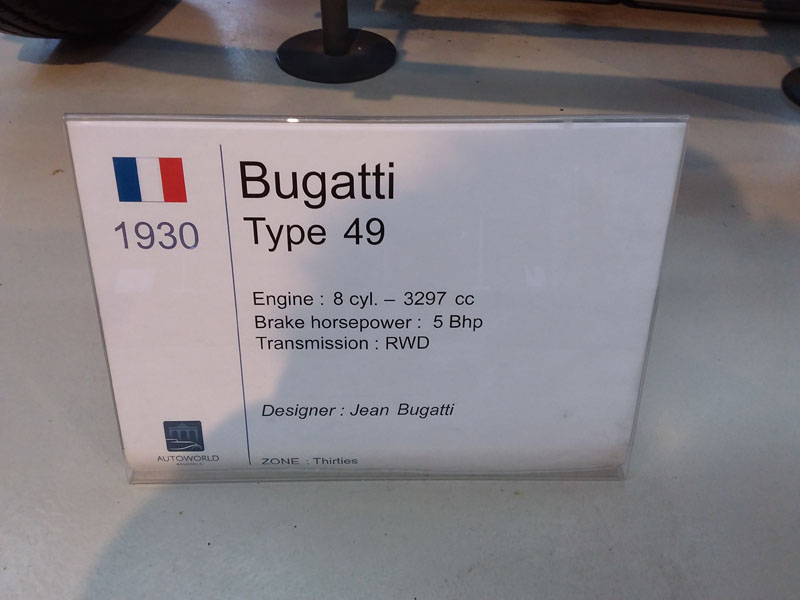 Bugatti
1930
Type 49
Engine : 8 cyl. – 3297 cc
Brake horsepower : 5 Bhp
Transmission : RWD
Designer : Jean Bugatti
AUTOWORLD
BRUSSELS
ZONE : Thirties